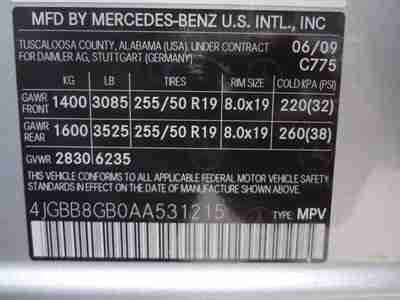 MFD BY MERCEDES-BENZ U.S. INTL., INC
TUSCALOOSA COUNTY, ALABAMA (USA) UNDER CONTRACT 06/09
FOR DAIMLER AG, STUTTGART (GERMANY) C775
KG LB TIRES RIM SIZE COLD KPA (PSI)
GAWR FRONT 1400 3085 255/50 R19 8.0x19 220(32)
GAWR REAR 1600 3525 255/50 R19 8.0x19 260(38)
GVWR 2830 6235
THIS VEHICLE CONFORMS TO ALL APPLICABLE FEDERAL MOTOR VEHICLE SAFETY
STANDARDS IN EFFECT ON THE DATE OF MANUFACTURE SHOWN ABOVE.
4JGBB8GB0AA531215 TYPE: MPV